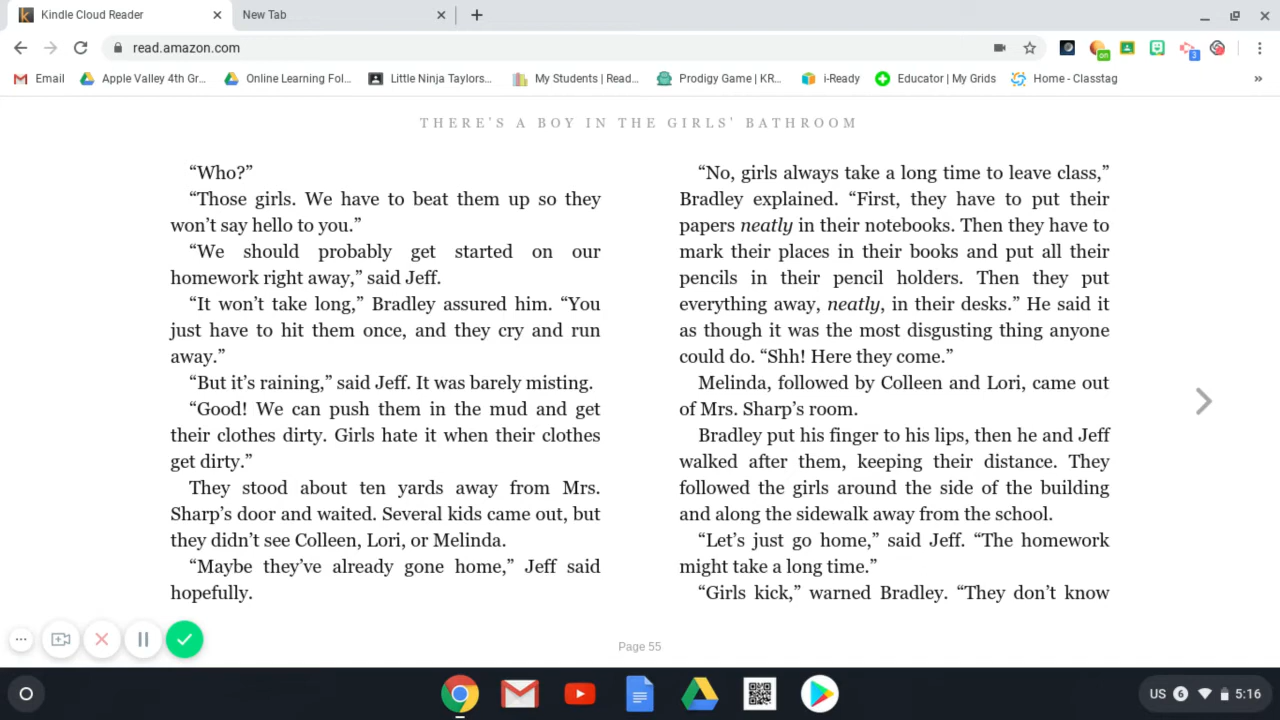 Kindle Cloud Reader
New Tab
read.amazon.com
on
3
Email
Apple Valley 4th Gr...
Online Learning Fol...
Little Ninja Taylors...
My Students | Read...
Prodigy Game | KR...
i-Ready
Educator | My Grids
Home - Classtag
»
THERE'S A BOY IN THE GIRLS' BATHROOM
“Who?”
“Those girls. We have to beat them up so they
won’t say hello to you.”
“We should probably get started on our
homework right away,” said Jeff.
“It won’t take long,” Bradley assured him. “You
just have to hit them once, and they cry and run
away.”
“But it’s raining,” said Jeff. It was barely misting.
“Good! We can push them in the mud and get
their clothes dirty. Girls hate it when their clothes
get dirty.”
They stood about ten yards away from Mrs.
Sharp’s door and waited. Several kids came out, but
they didn’t see Colleen, Lori, or Melinda.
“Maybe they’ve already gone home,” Jeff said
hopefully.
“No, girls always take a long time to leave class,”
Bradley explained. “First, they have to put their
papers neatly in their notebooks. Then they have to
mark their places in their books and put all their
pencils in their pencil holders. Then they put
everything away, neatly, in their desks.” He said it
as though it was the most disgusting thing anyone
could do. “Shh! Here they come.”
Melinda, followed by Colleen and Lori, came out
of Mrs. Sharp’s room.
Bradley put his finger to his lips, then he and Jeff
walked after them, keeping their distance. They
followed the girls around the side of the building
and along the sidewalk away from the school.
“Let’s just go home,” said Jeff. “The homework
might take a long time.”
“Girls kick,” warned Bradley. “They don’t know
Page 55
US 6 5:16